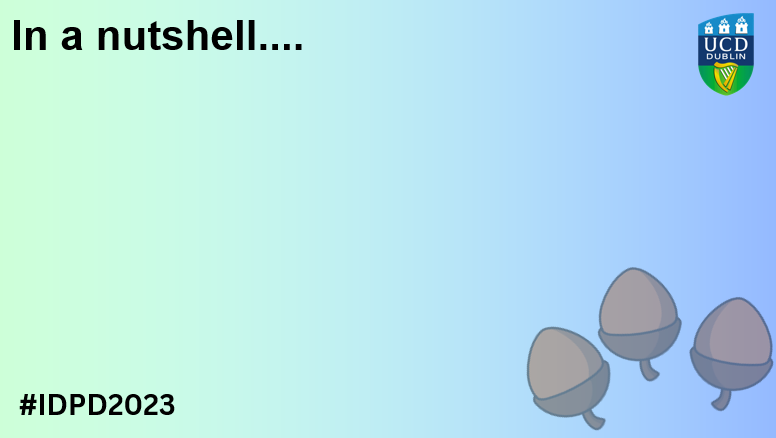 In a nutshell....
UCD
DUBLIN
#IDPD2023